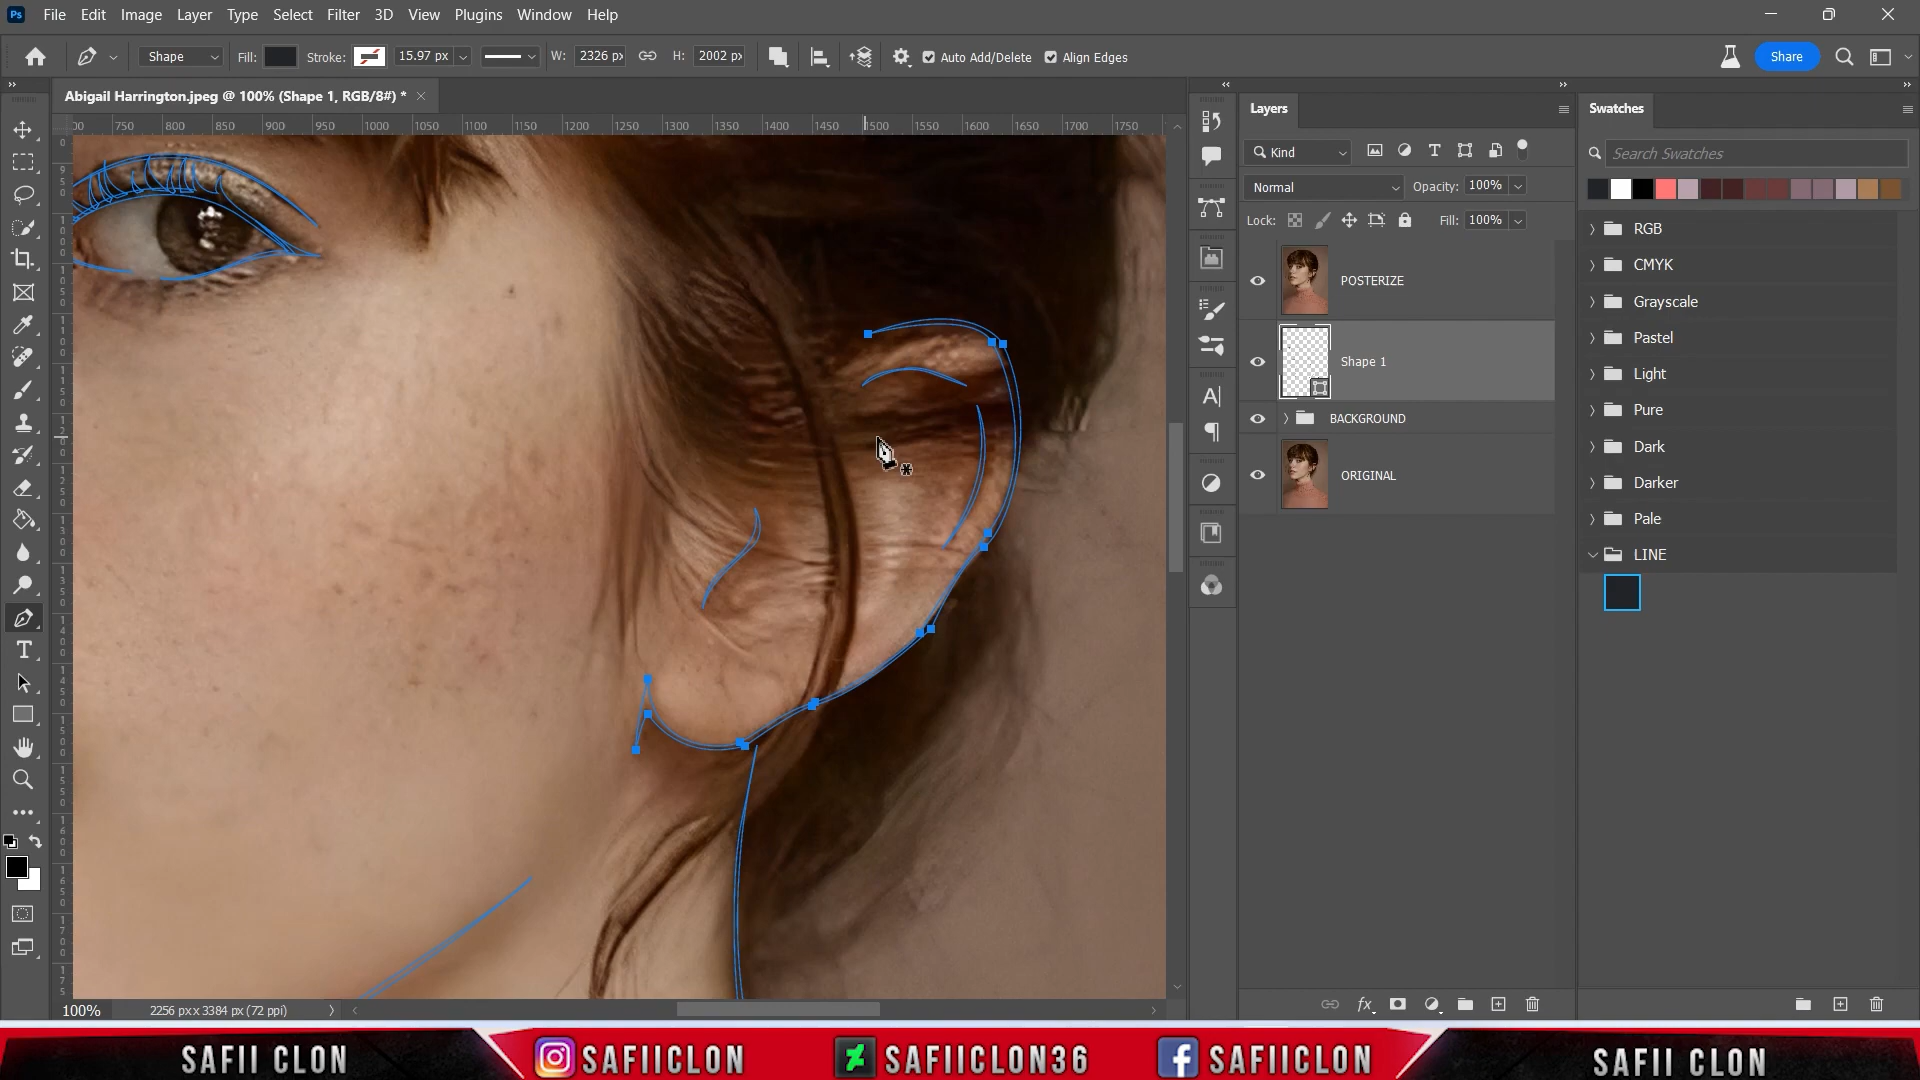 Ps File Edit Image Layer Type Select Filter 3D View Plugins Window Help
Shape Fill: Stroke: 15.97 px W: 2326 px H: 2002 px Auto Add/Delete Align Edges Share
Abigail Harrington.jpeg @ 100% (Shape 1, RGB/8#) *
750 800 850 900 950 1000 1050 1100 1150 1200 1250 1300 1350 1400 1450 1500 1550 1600 1650 1700 1750
Layers
Kind
Normal Opacity: 100%
Lock: Fill: 100%
POSTERIZE
Shape 1
BACKGROUND
ORIGINAL
Swatches
Search Swatches
RGB
CMYK
Grayscale
Pastel
Light
Pure
Dark
Darker
Pale
LINE
100% 2256 px x 3384 px (72 ppi)
SAFII CLON SAFIICLON SAFIICLON36 SAFIICLON SAFII CLON